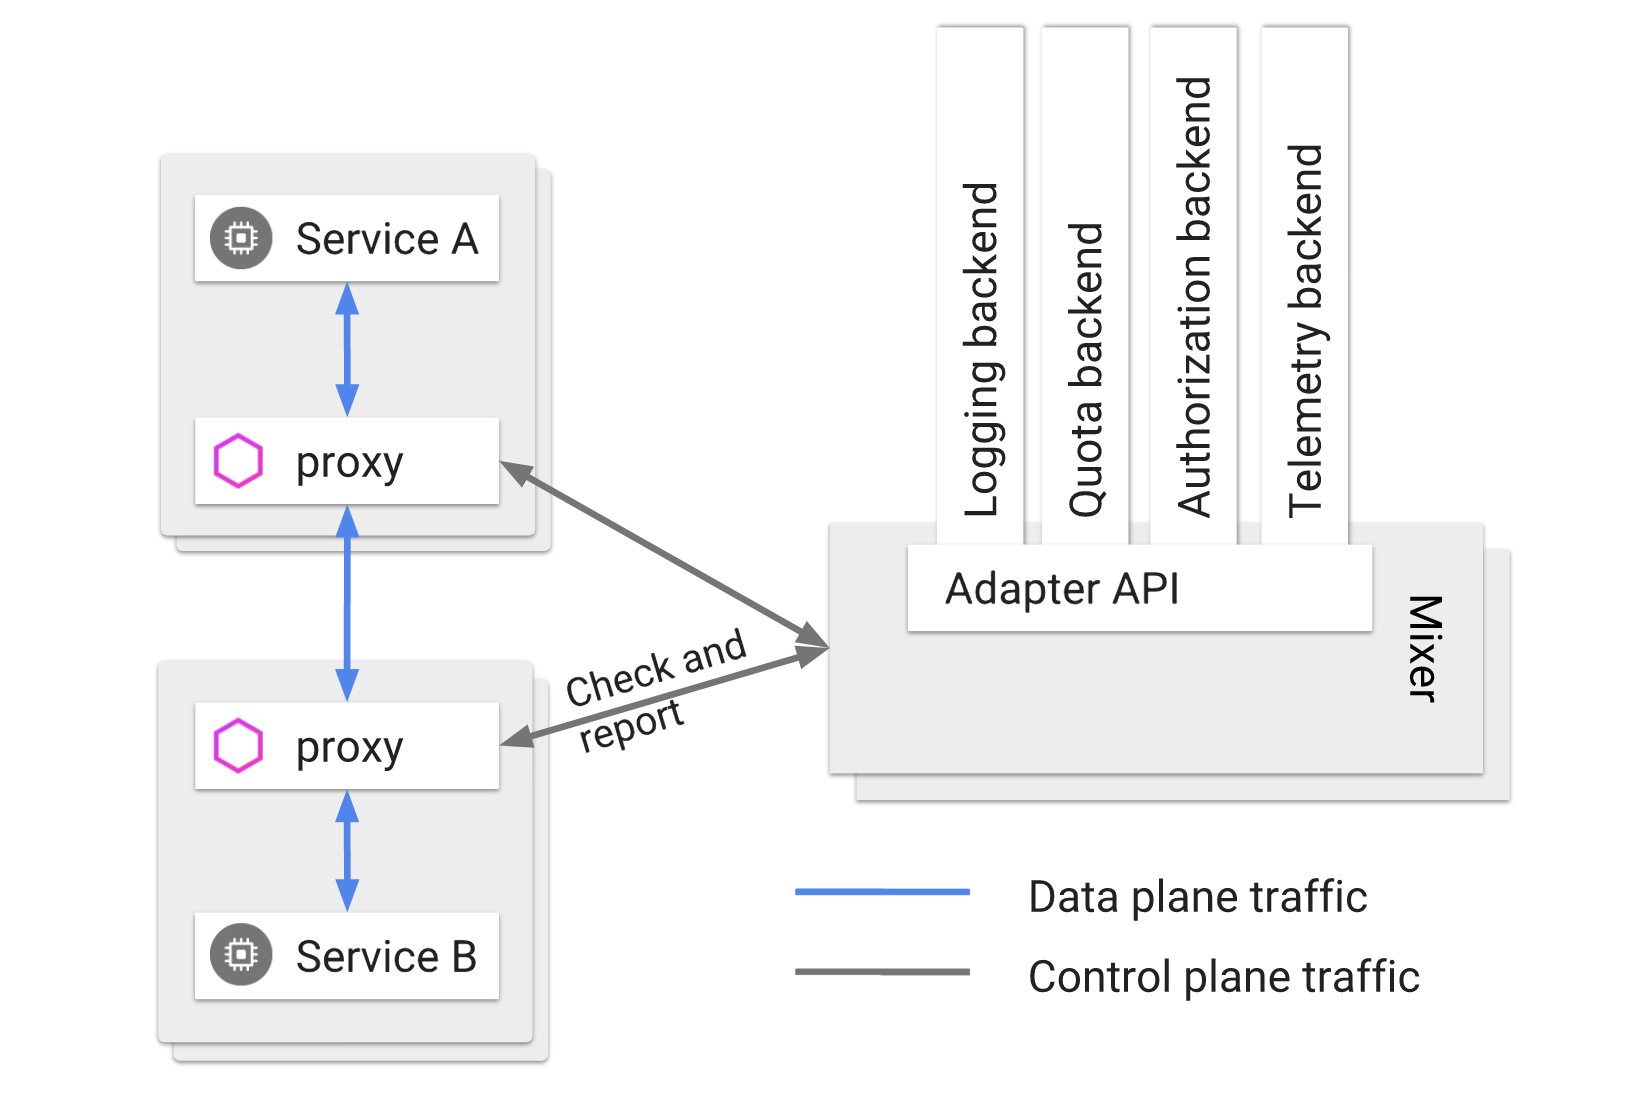 Service A
proxy
proxy
Service B
Check and
report
Logging backend
Quota backend
Authorization backend
Telemetry backend
Adapter API
Mixer
Data plane traffic
Control plane traffic